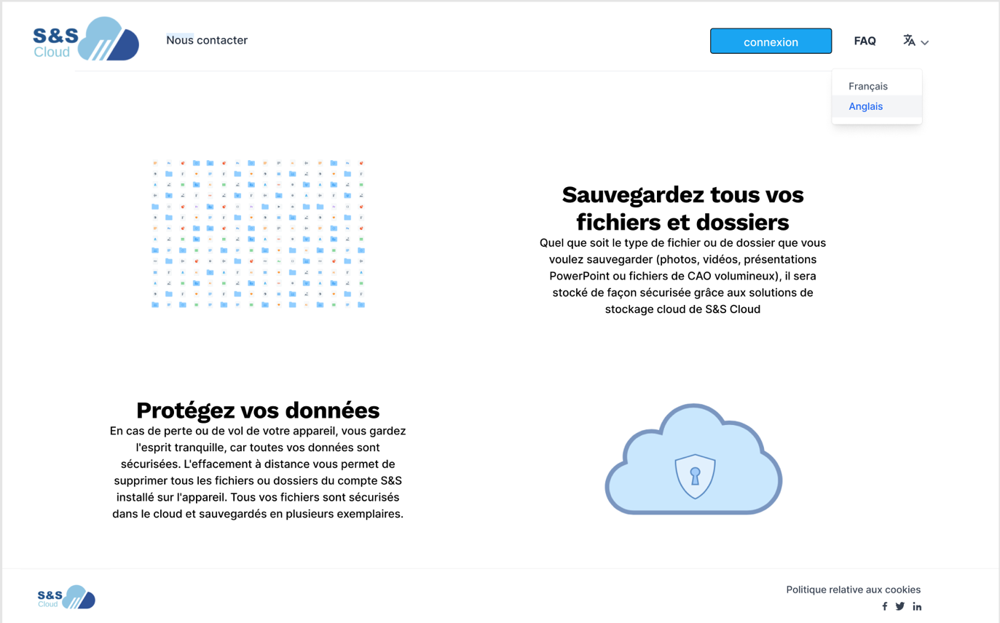 S&S
Cloud
Nous contacter
connexion
FAQ
Français
Anglais
Sauvegardez tous vos
fichiers et dossiers
Quel que soit le type de fichier ou de dossier que vous
voulez sauvegarder (photos, vidéos, présentations
PowerPoint ou fichiers de CAO volumineux), il sera
stocké de façon sécurisée grâce aux solutions de
stockage cloud de S&S Cloud
Protégez vos données
En cas de perte ou de vol de votre appareil, vous gardez
l'esprit tranquille, car toutes vos données sont
sécurisées. L'effacement à distance vous permet de
supprimer tous les fichiers ou dossiers du compte S&S
installé sur l'appareil. Tous vos fichiers sont sécurisés
dans le cloud et sauvegardés en plusieurs exemplaires.
S&S
Cloud
Politique relative aux cookies